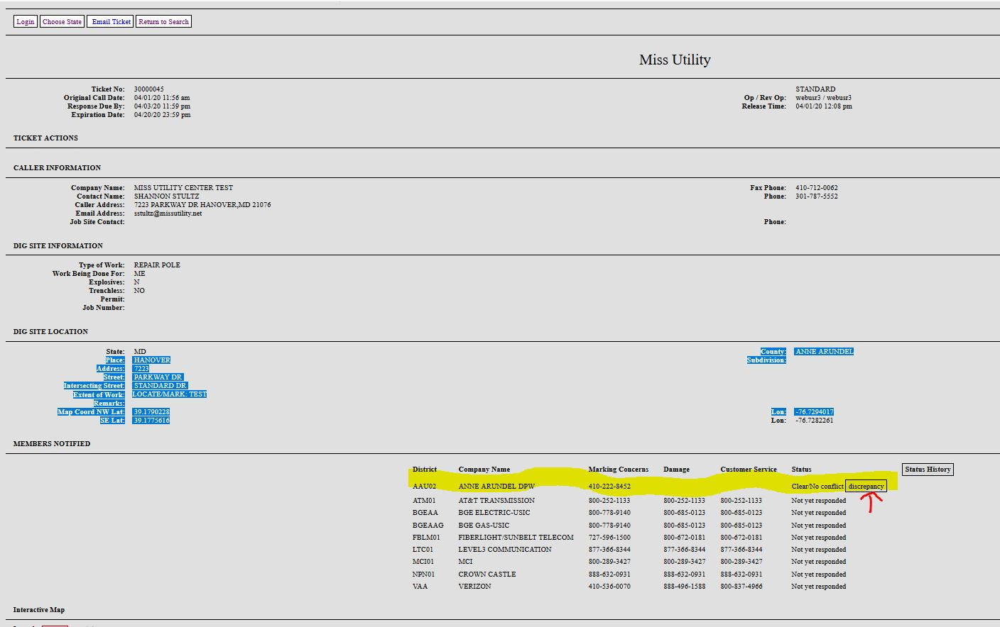 Login Choose State Email Ticket Return to Search
Miss Utility
Ticket No: 30000045 STANDARD
Original Call Date: 04/01/20 11:56 am Op / Rev Op: webusr3 / webusr3
Response Due By: 04/03/20 11:59 pm Release Time: 04/01/20 12:08 pm
Expiration Date: 04/20/20 23:59 pm
TICKET ACTIONS
CALLER INFORMATION
Company Name: MISS UTILITY CENTER TEST Fax Phone: 410-712-0062
Contact Name: SHANNON STULTZ Phone: 301-787-5552
Caller Address: 7223 PARKWAY DR HANOVER,MD 21076
Email Address: sstultz@missutility.net
Job Site Contact: Phone:
DIG SITE INFORMATION
Type of Work: REPAIR POLE
Work Being Done For: ME
Explosives: N
Trenchless: NO
Permit:
Job Number:
DIG SITE LOCATION
State: MD County: ANNE ARUNDEL
Place: HANOVER Subdivision:
Address: 7223
Street: PARKWAY DR
Intersecting Street: STANDARD DR
Extent of Work: LOCATE/MARK: TEST
Remarks:
Map Coord NW Lat: 39.1790228 Lon: -76.7294017
SE Lat: 39.1775616 Lon: -76.7282261
MEMBERS NOTIFIED
District Company Name Marking Concerns Damage Customer Service Status Status History
AAU02 ANNE ARUNDEL DPW 410-222-8452 Clear/No conflict discrepancy
ATM01 AT&T TRANSMISSION 800-252-1133 800-252-1133 800-252-1133 Not yet responded
BGEAA BGE ELECTRIC-USIC 800-778-9140 800-685-0123 800-685-0123 Not yet responded
BGEAAG BGE GAS-USIC 800-778-9140 800-685-0123 800-685-0123 Not yet responded
FBLM01 FIBERLIGHT/SUNBELT TELECOM 727-596-1500 800-672-0181 800-672-0181 Not yet responded
LTC01 LEVEL3 COMMUNICATION 877-366-8344 877-366-8344 877-366-8344 Not yet responded
MCI01 MCI 800-289-3427 800-289-3427 800-289-3427 Not yet responded
NPN01 CROWN CASTLE 888-632-0931 888-632-0931 888-632-0931 Not yet responded
VAA VERIZON 410-536-0070 888-496-1588 800-837-4966 Not yet responded
Interactive Map